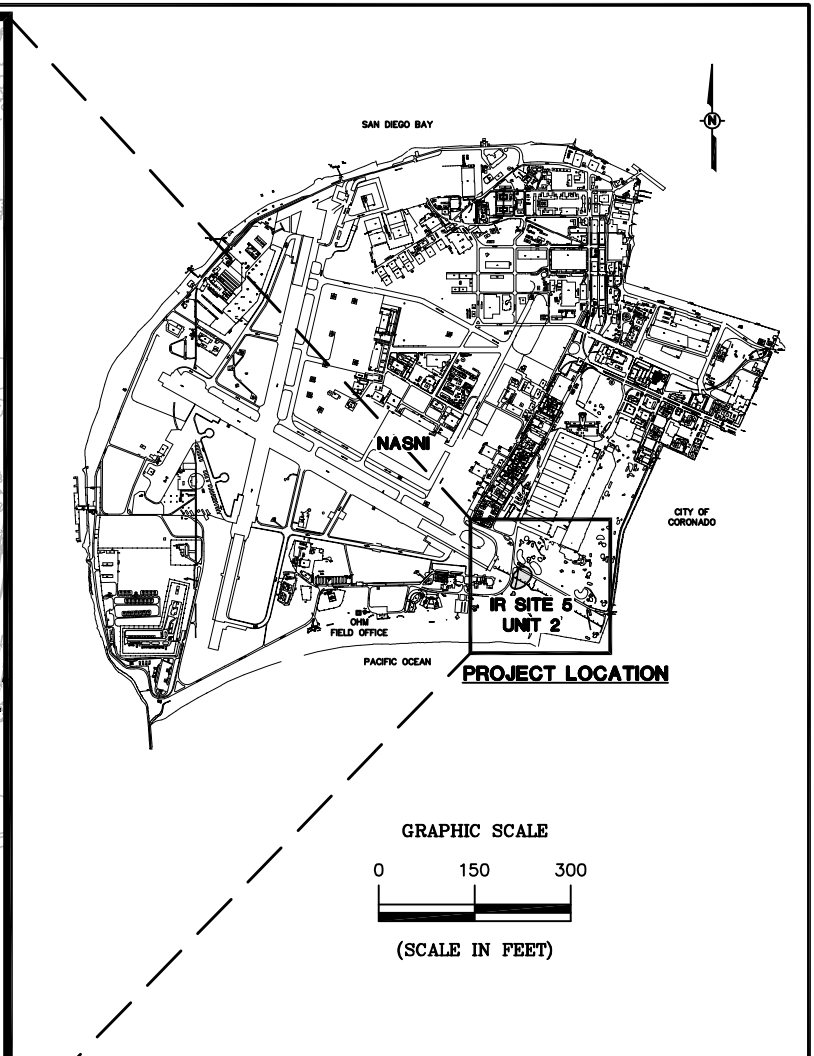 SAN DIEGO BAY
N
NASNI
CITY OF
CORONADO
IR SITE 5
UNIT 2
OHM
FIELD OFFICE
PACIFIC OCEAN
PROJECT LOCATION
GRAPHIC SCALE
0 150 300
(SCALE IN FEET)